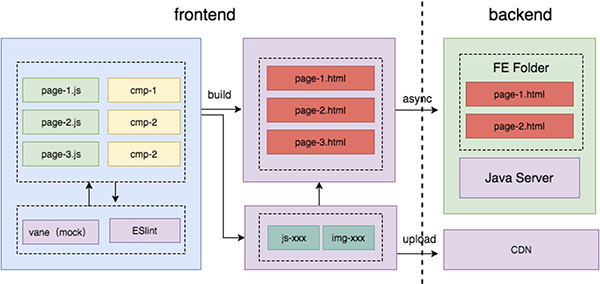 frontend
backend
page-1.js
cmp-1
page-2.js
cmp-2
page-3.js
cmp-2
vane（mock）
ESlint
build
page-1.html
page-2.html
page-3.html
js-xxx
img-xxx
async
upload
FE Folder
page-1.html
page-2.html
Java Server
CDN